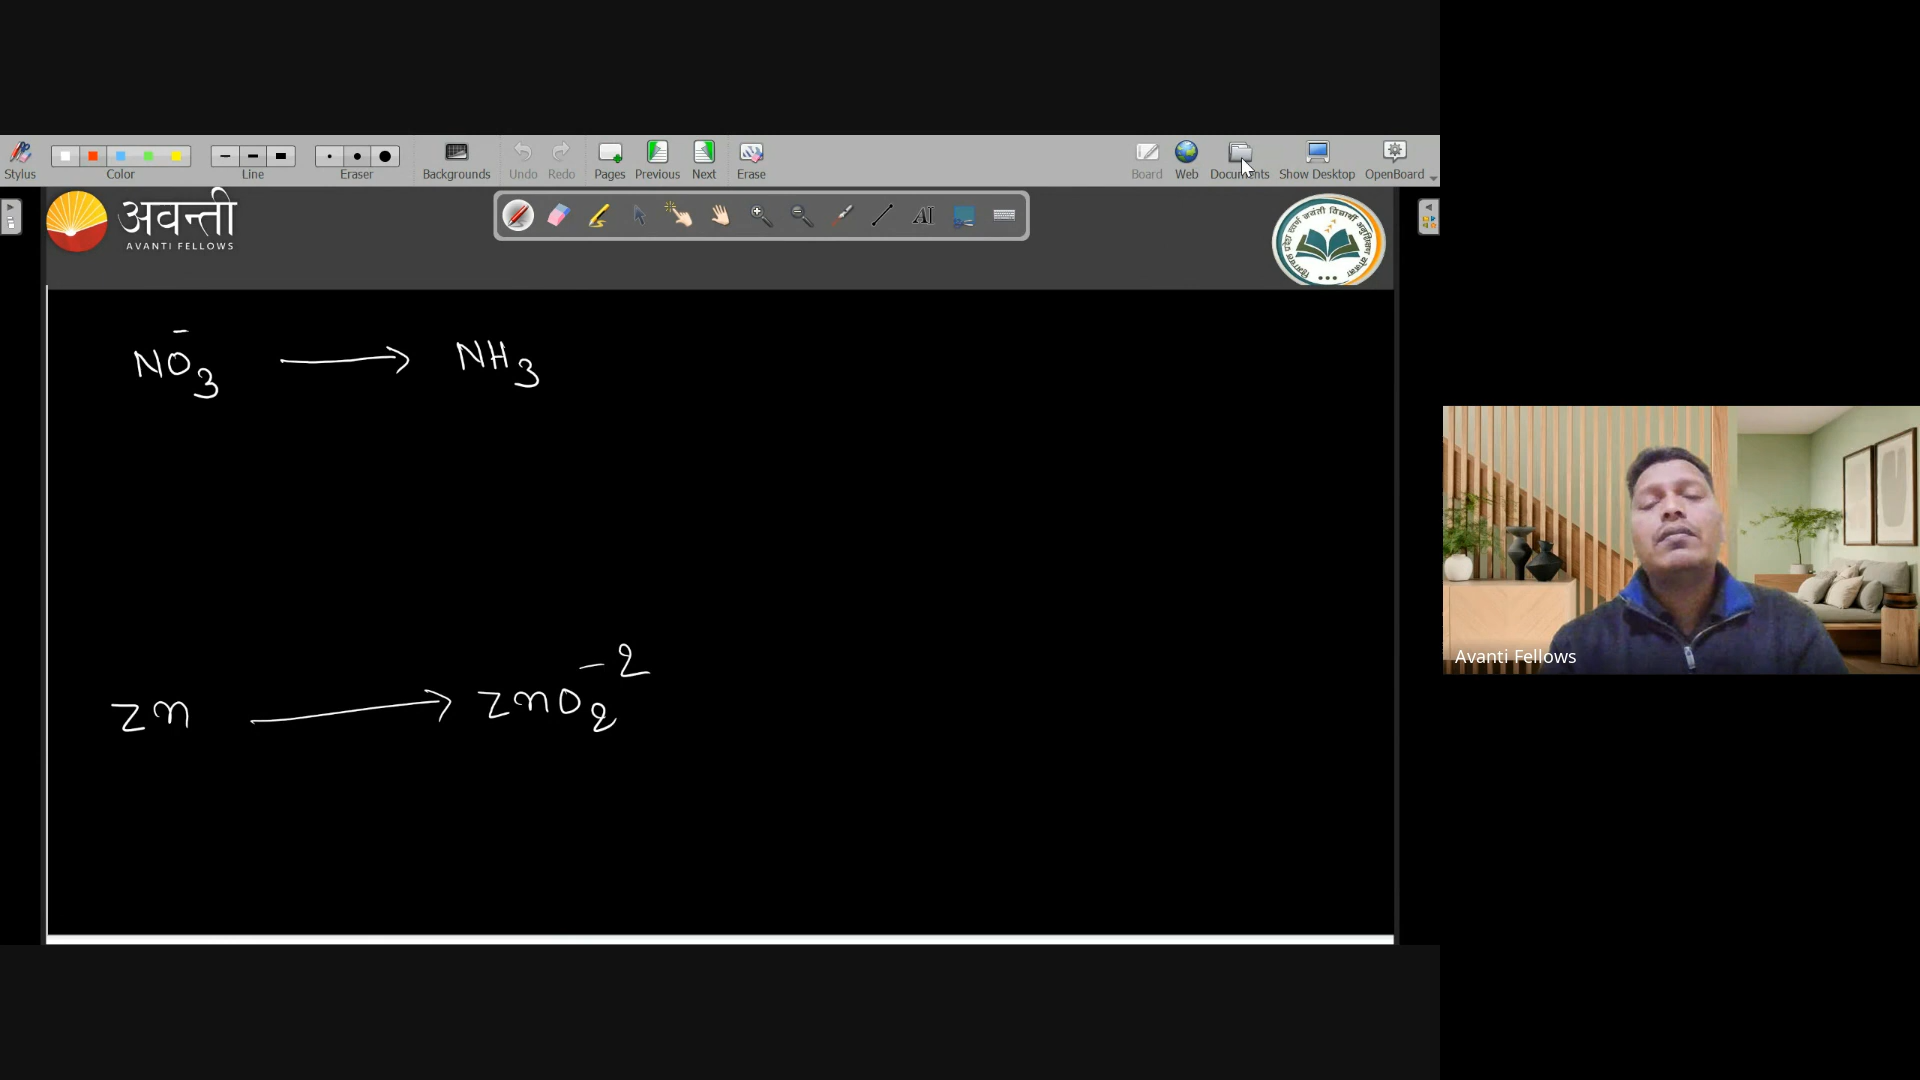 Stylus
Color
Line
Eraser
Backgrounds
Undo
Redo
Pages
Previous
Next
Erase
Board
Web
Documents
Show Desktop
OpenBoard
अवन्ती
AVANTI FELLOWS
AI
NO₃⁻ ⟶ NH₃
Zn ⟶ ZnO₂⁻²
Avanti Fellows